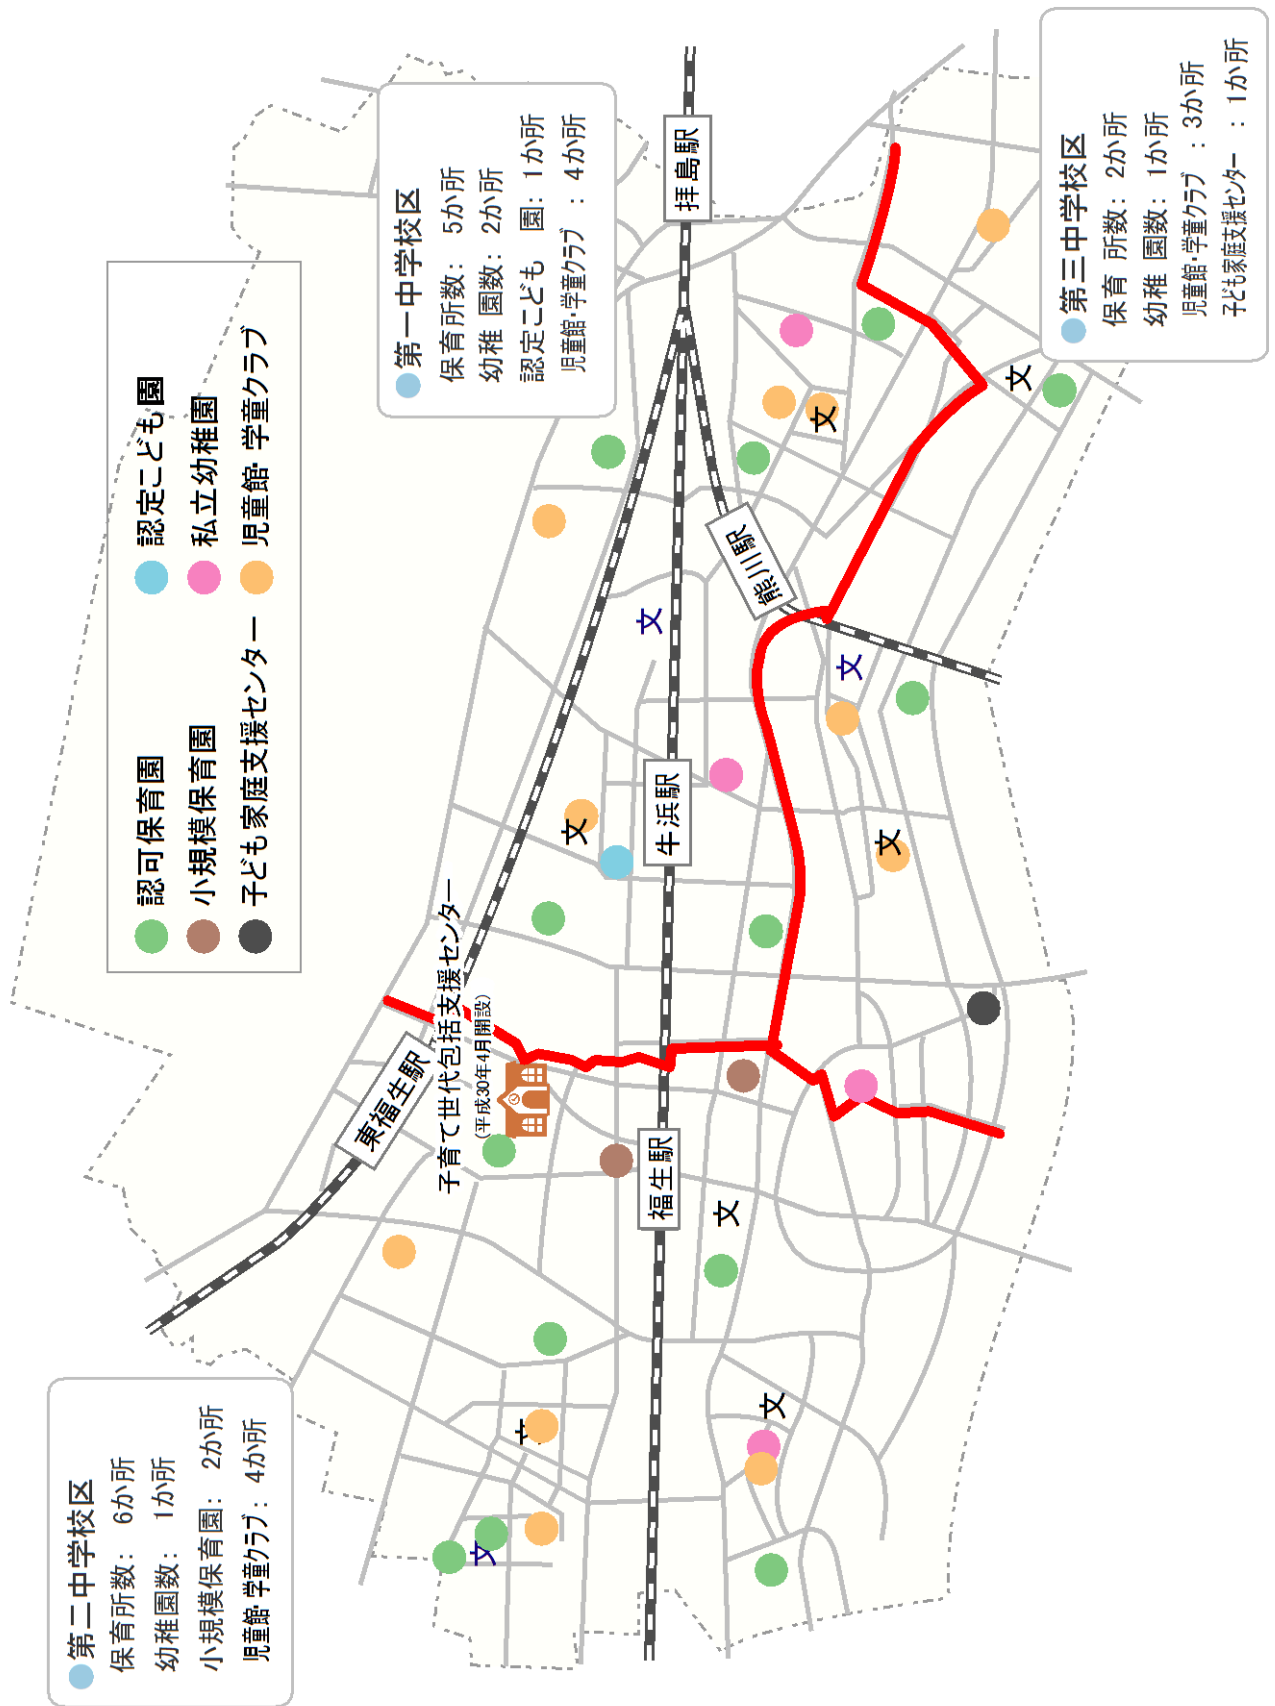 第二中学校区
保育所数： 6か所
幼稚園数： 1か所
小規模保育園： 2か所
児童館・学童クラブ： 4か所
認可保育園
認定こども園
小規模保育園
私立幼稚園
子ども家庭支援センター
児童館・学童クラブ
第一中学校区
保育所数： 5か所
幼稚園数： 2か所
認定こども 園： 1か所
児童館・学童クラブ ： 4か所
東福生駅
子育て世代包括支援センター
(平成30年4月開設)
福生駅
牛浜駅
拝島駅
熊川駅
文
文
文
文
文
文
文
文
文
文
第三中学校区
保育 所数： 2か所
幼稚 園数： 1か所
児童館・学童クラブ ： 3か所
子ども家庭支援センター ： 1か所